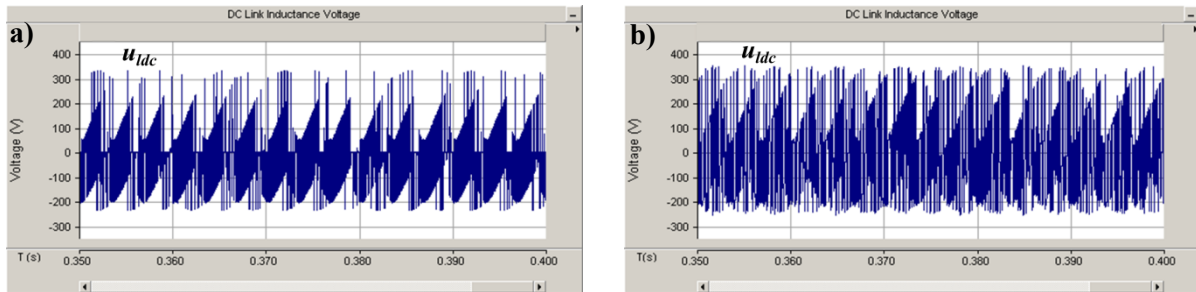 DC Link Inductance Voltage
a)
u_ldc
Voltage (V)
400
300
200
100
0
-100
-200
-300
T (s)
0.350 0.360 0.370 0.380 0.390 0.400
DC Link Inductance Voltage
b)
u_ldc
Voltage (V)
400
300
200
100
0
-100
-200
-300
T(s)
0.350 0.360 0.370 0.380 0.390 0.400